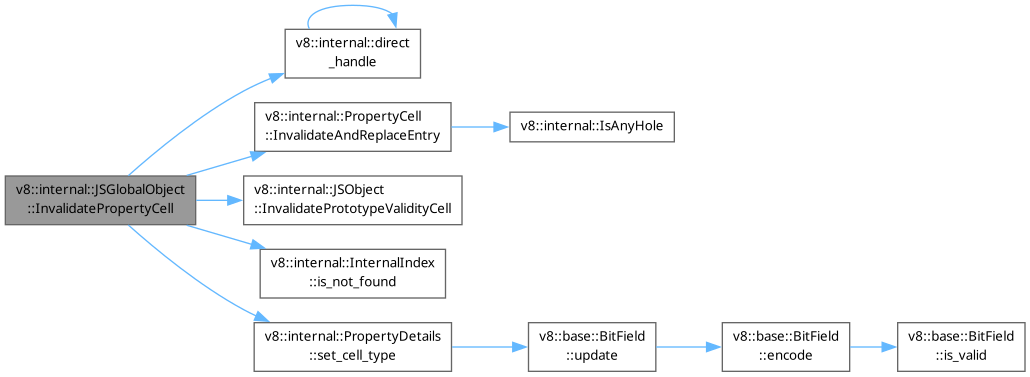 v8::internal::direct
_handle
v8::internal::PropertyCell
::InvalidateAndReplaceEntry
v8::internal::IsAnyHole
v8::internal::JSGlobalObject
::InvalidatePropertyCell
v8::internal::JSObject
::InvalidatePrototypeValidityCell
v8::internal::InternalIndex
::is_not_found
v8::internal::PropertyDetails
::set_cell_type
v8::base::BitField
::update
v8::base::BitField
::encode
v8::base::BitField
::is_valid